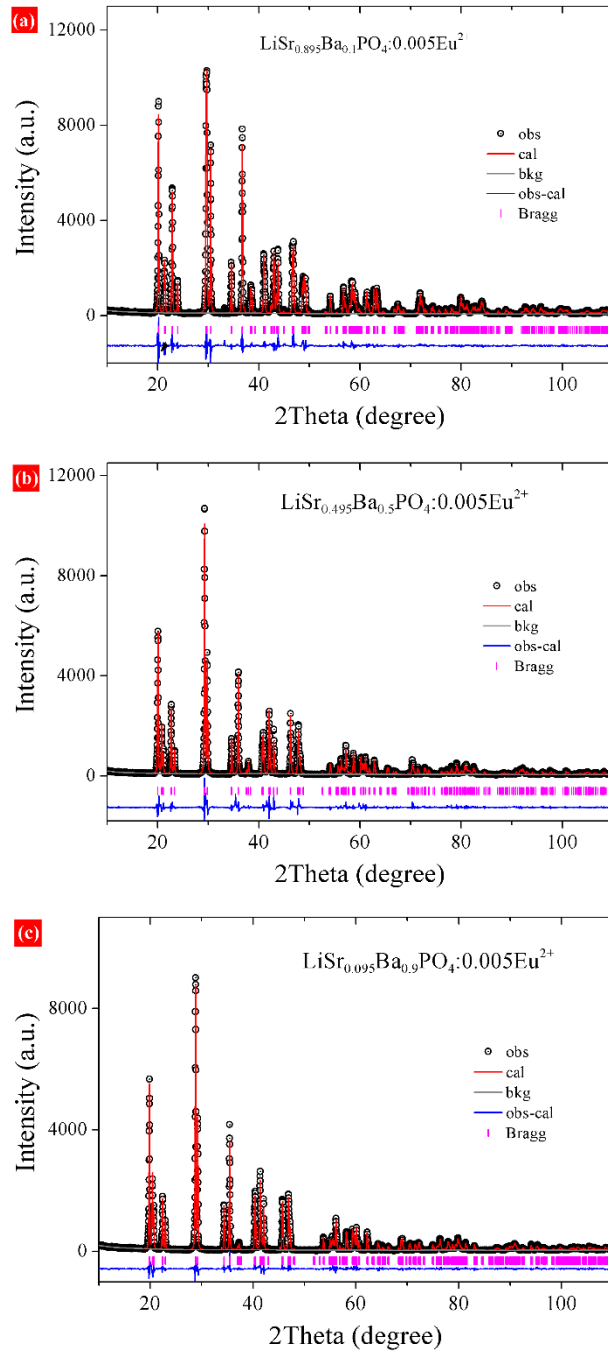 (a)
LiSr0.895Ba0.1PO4:0.005Eu2+
12000
8000
4000
0
Intensity (a.u.)
obs
cal
bkg
obs-cal
Bragg
20 40 60 80 100
2Theta (degree)
(b)
LiSr0.495Ba0.5PO4:0.005Eu2+
12000
8000
4000
0
Intensity (a.u.)
obs
cal
bkg
obs-cal
Bragg
20 40 60 80 100
2Theta (degree)
(c)
LiSr0.095Ba0.9PO4:0.005Eu2+
8000
4000
0
Intensity (a.u.)
obs
cal
bkg
obs-cal
Bragg
20 40 60 80 100
2Theta (degree)